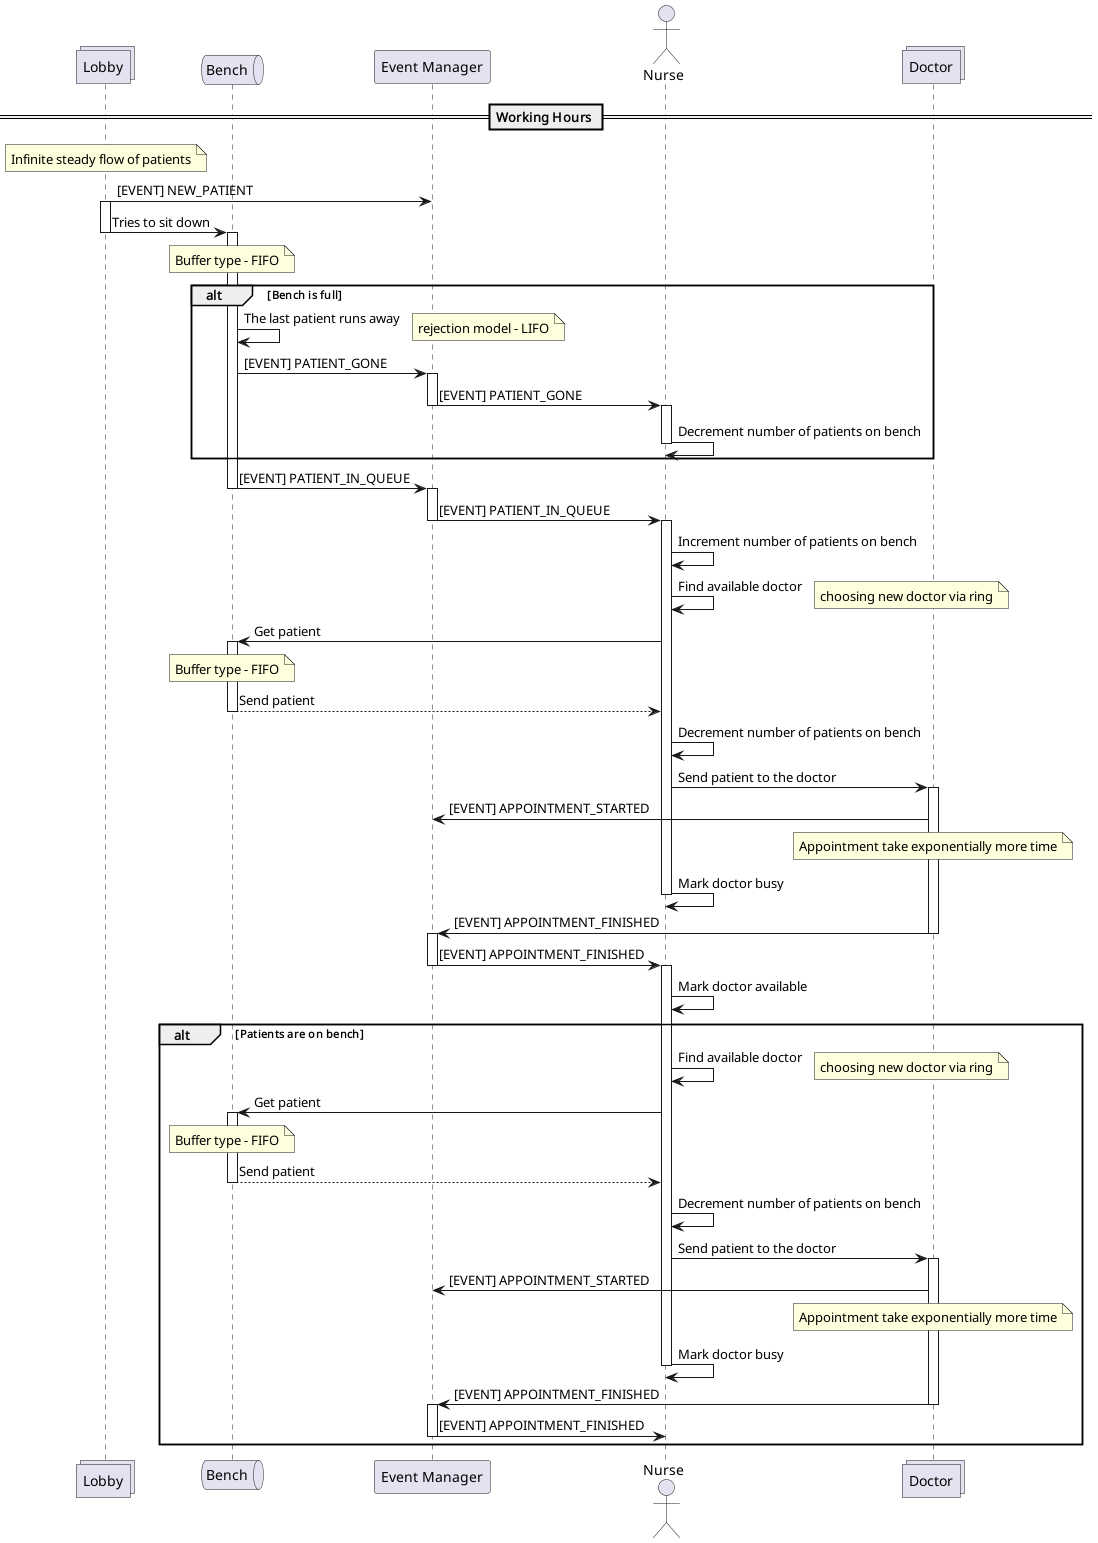 Nurse
Lobby
Bench
Event Manager
Doctor
Working Hours
Infinite steady flow of patients
[EVENT] NEW_PATIENT
Tries to sit down
Buffer type - FIFO
alt
[Bench is full]
The last patient runs away
rejection model - LIFO
[EVENT] PATIENT_GONE
[EVENT] PATIENT_GONE
Decrement number of patients on bench
[EVENT] PATIENT_IN_QUEUE
[EVENT] PATIENT_IN_QUEUE
Increment number of patients on bench
Find available doctor
choosing new doctor via ring
Get patient
Buffer type - FIFO
Send patient
Decrement number of patients on bench
Send patient to the doctor
[EVENT] APPOINTMENT_STARTED
Appointment take exponentially more time
Mark doctor busy
[EVENT] APPOINTMENT_FINISHED
[EVENT] APPOINTMENT_FINISHED
Mark doctor available
alt
[Patients are on bench]
Find available doctor
choosing new doctor via ring
Get patient
Buffer type - FIFO
Send patient
Decrement number of patients on bench
Send patient to the doctor
[EVENT] APPOINTMENT_STARTED
Appointment take exponentially more time
Mark doctor busy
[EVENT] APPOINTMENT_FINISHED
[EVENT] APPOINTMENT_FINISHED
Lobby
Bench
Event Manager
Nurse
Doctor